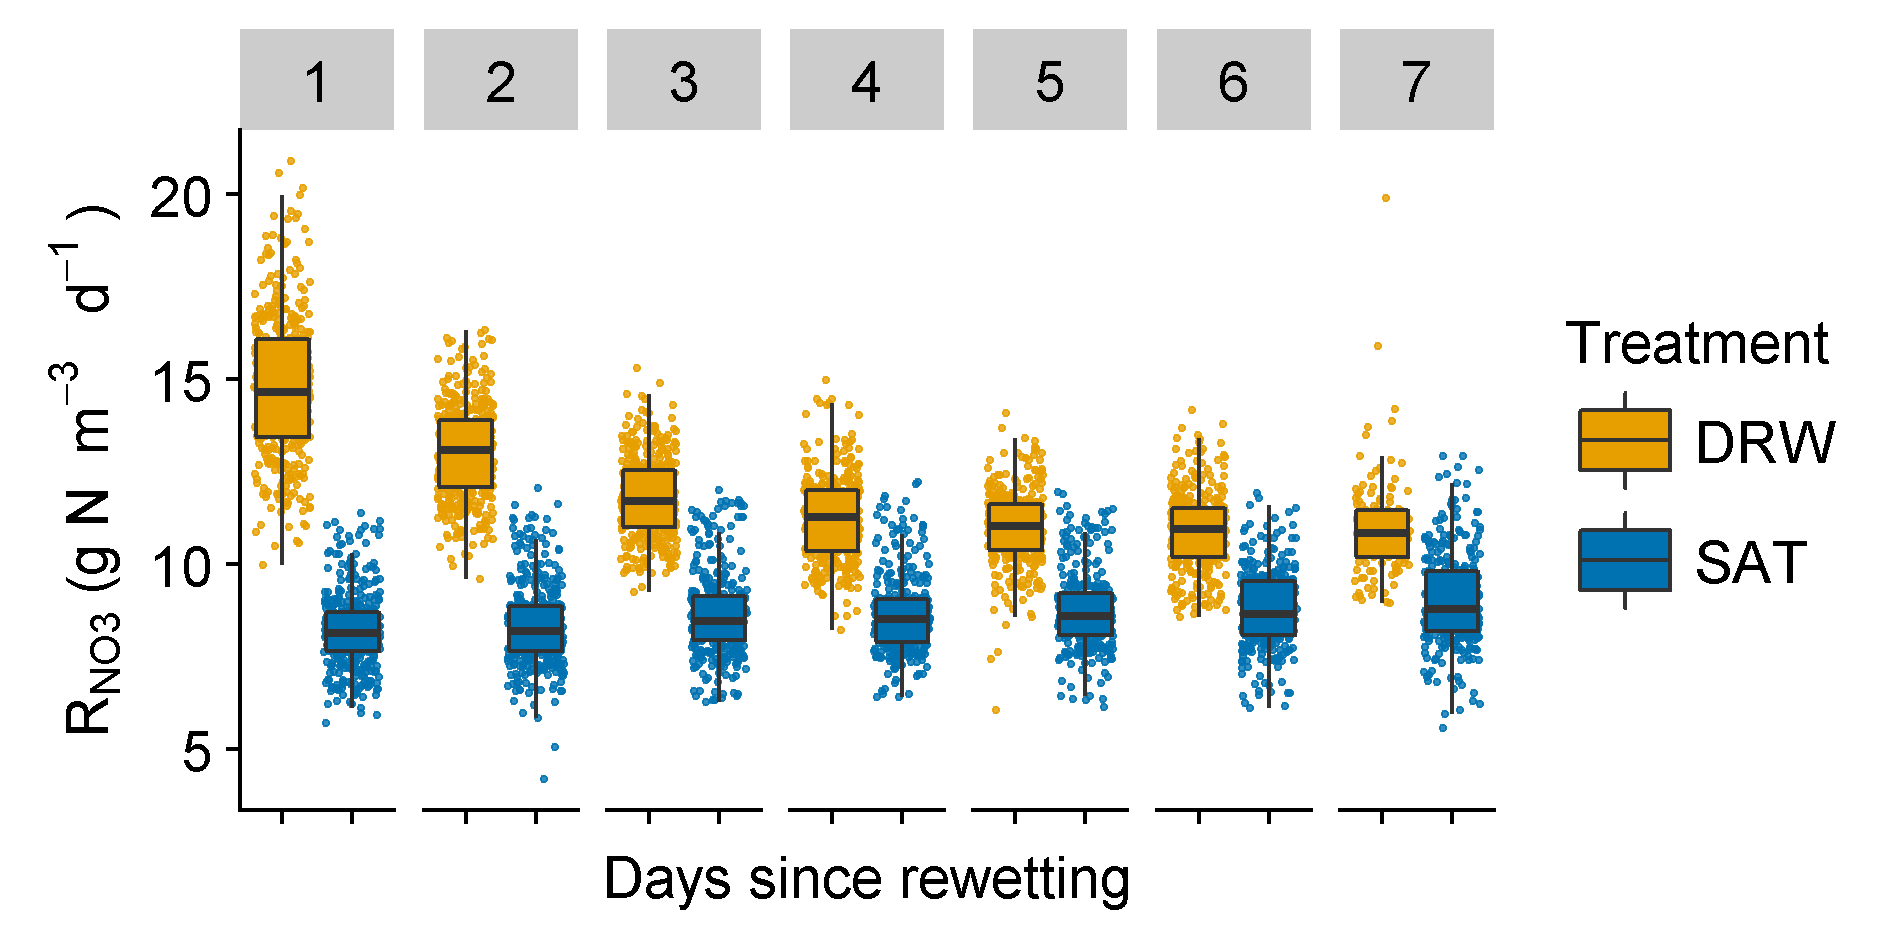 1 2 3 4 5 6 7
20
15
10
5
R_NO3 (g N m⁻³ d⁻¹)
Days since rewetting
Treatment
DRW
SAT